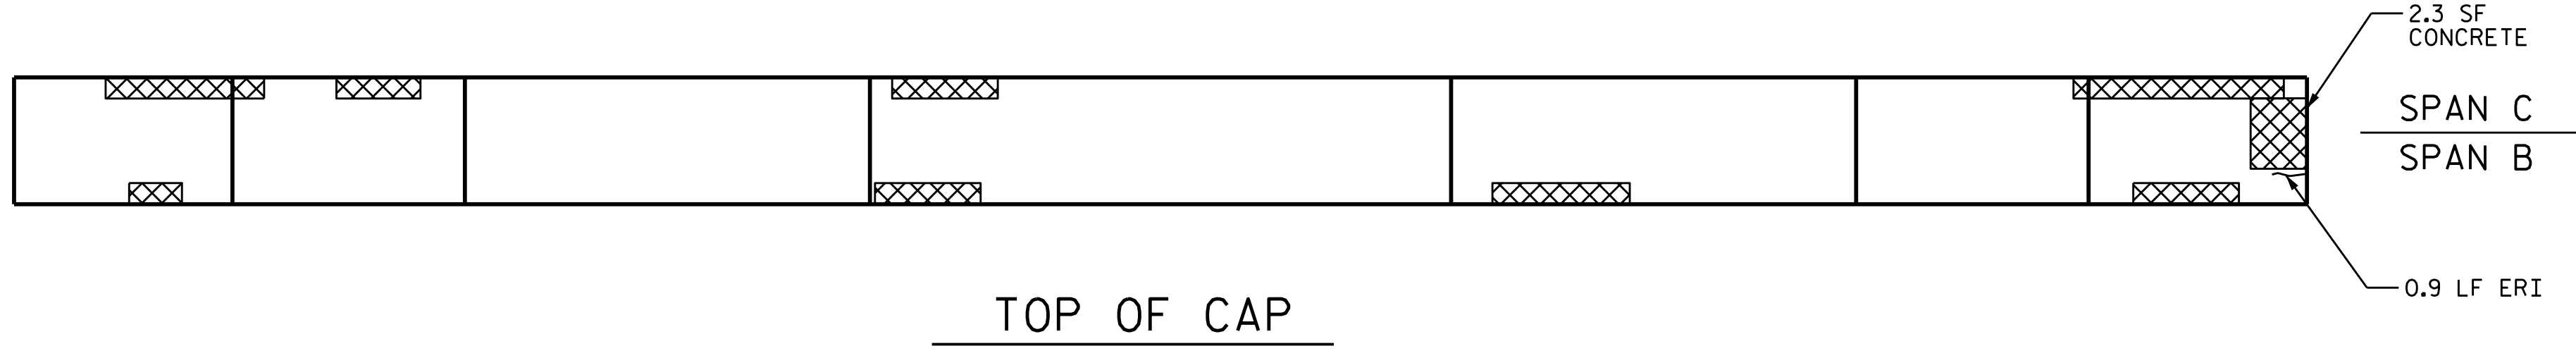 2.3 SF
CONCRETE
SPAN C
SPAN B
0.9 LF ERI
TOP OF CAP